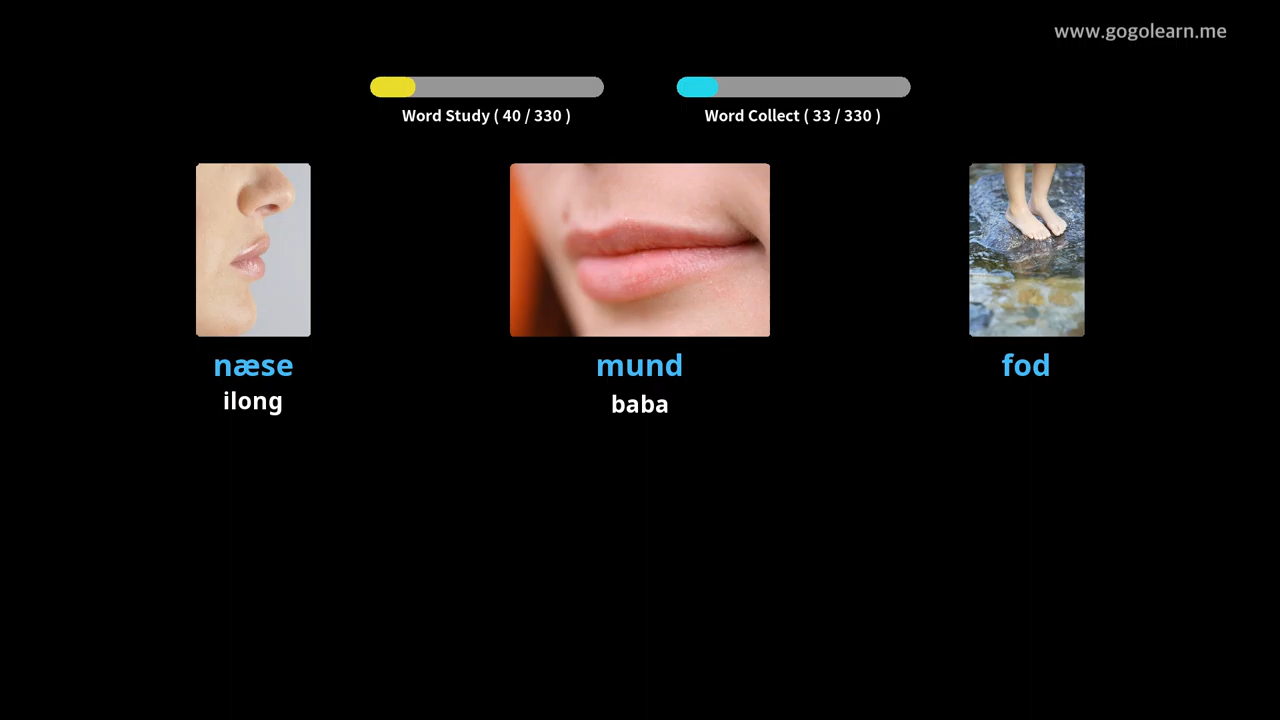 www.gogolearn.me
Word Study ( 40 / 330 )
Word Collect ( 33 / 330 )
næse
mund
fod
ilong
baba